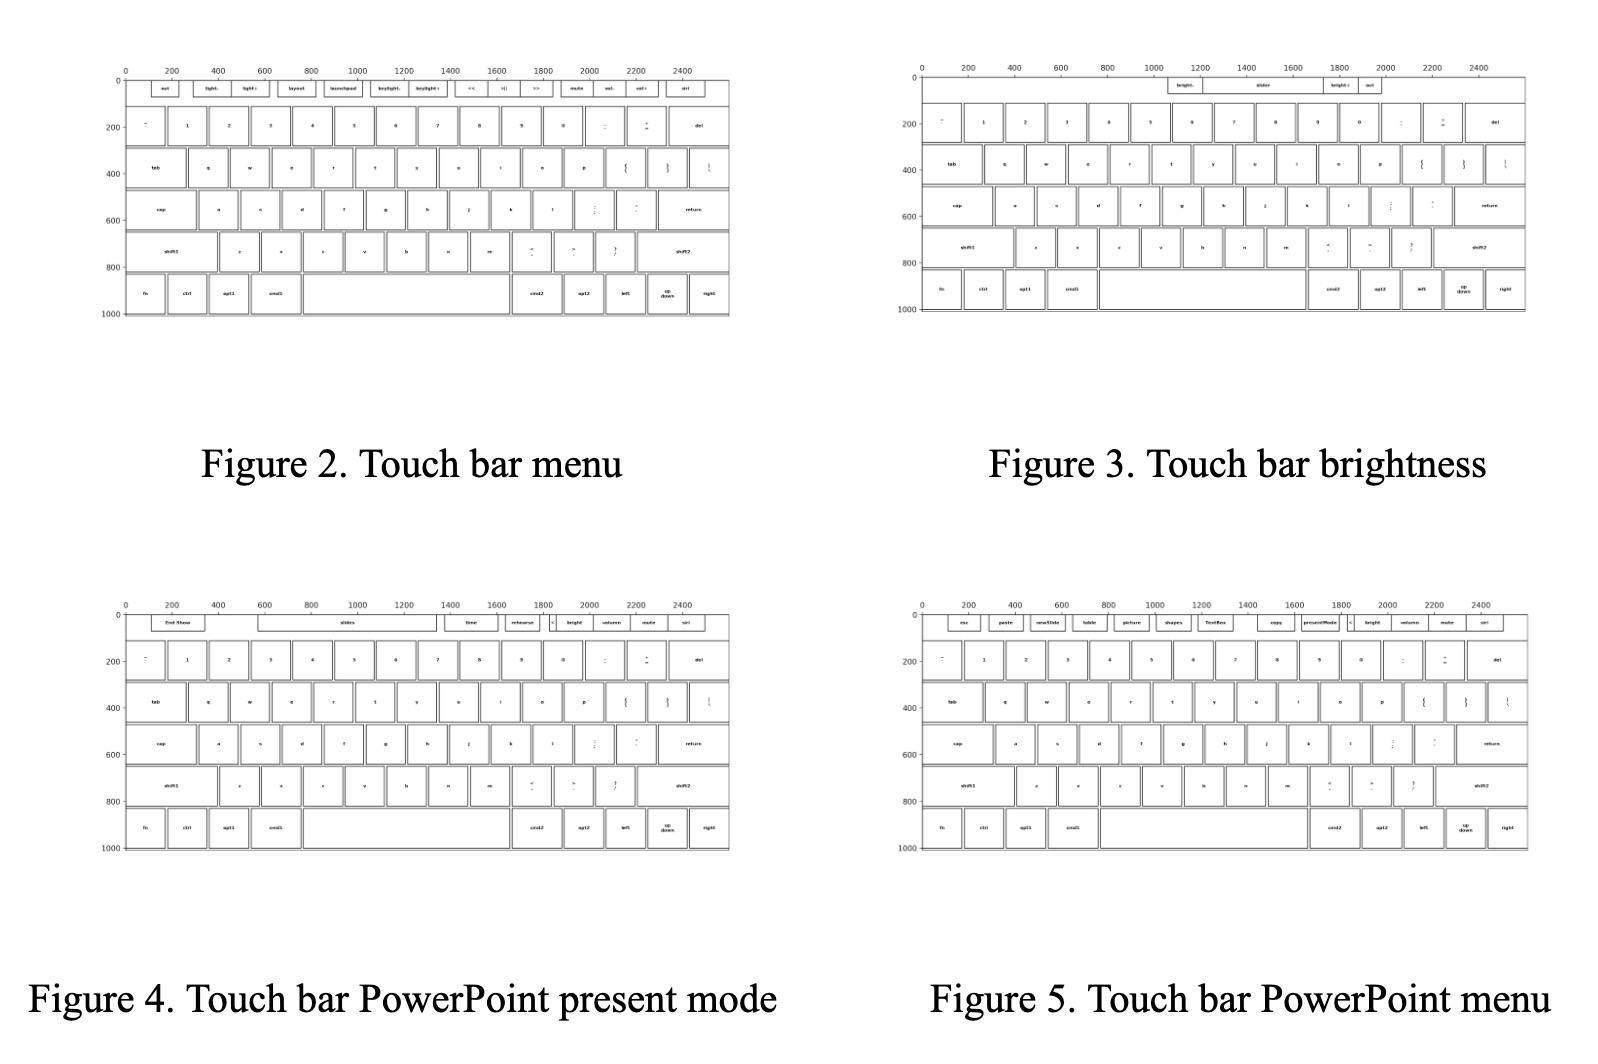 0 200 400 600 800 1000 1200 1400 1600 1800 2000 2200 2400
0
out light- light+ layout launchpad keylight- keylight+ << >|| >> mute vol- vol+ siri
200
1 2 3 4 5 6 7 8 9 0 del
400
tab q w e r t y u i o p { }
600
cap a s d f g h j k l return
shift1 z x c v b n m < > ? / shift2
800
fn ctrl opt1 cmd1 cmd2 opt2 left up down right
1000
Figure 2. Touch bar menu
0 200 400 600 800 1000 1200 1400 1600 1800 2000 2200 2400
0
bright- slider bright+ out
200
1 2 3 4 5 6 7 8 9 0 del
400
tab q w e r t y u i o p { }
600
cap a s d f g h j k l return
shift1 z x c v b n m < > ? / shift2
800
fn ctrl opt1 cmd1 cmd2 opt2 left up down right
1000
Figure 3. Touch bar brightness
0 200 400 600 800 1000 1200 1400 1600 1800 2000 2200 2400
0
End Show slides time rehearse < bright volumn mute siri
200
1 2 3 4 5 6 7 8 9 0 del
400
tab q w e r t y u i o p { }
600
cap a s d f g h j k l return
shift1 z x c v b n m < > ? / shift2
800
fn ctrl opt1 cmd1 cmd2 opt2 left up down right
1000
Figure 4. Touch bar PowerPoint present mode
0 200 400 600 800 1000 1200 1400 1600 1800 2000 2200 2400
0
esc paste newSlide table picture shapes TextBox copy presentMode < bright volumn mute siri
200
1 2 3 4 5 6 7 8 9 0 del
400
tab q w e r t y u i o p { }
600
cap a s d f g h j k l return
shift1 z x c v b n m < > ? / shift2
800
fn ctrl opt1 cmd1 cmd2 opt2 left up down right
1000
Figure 5. Touch bar PowerPoint menu